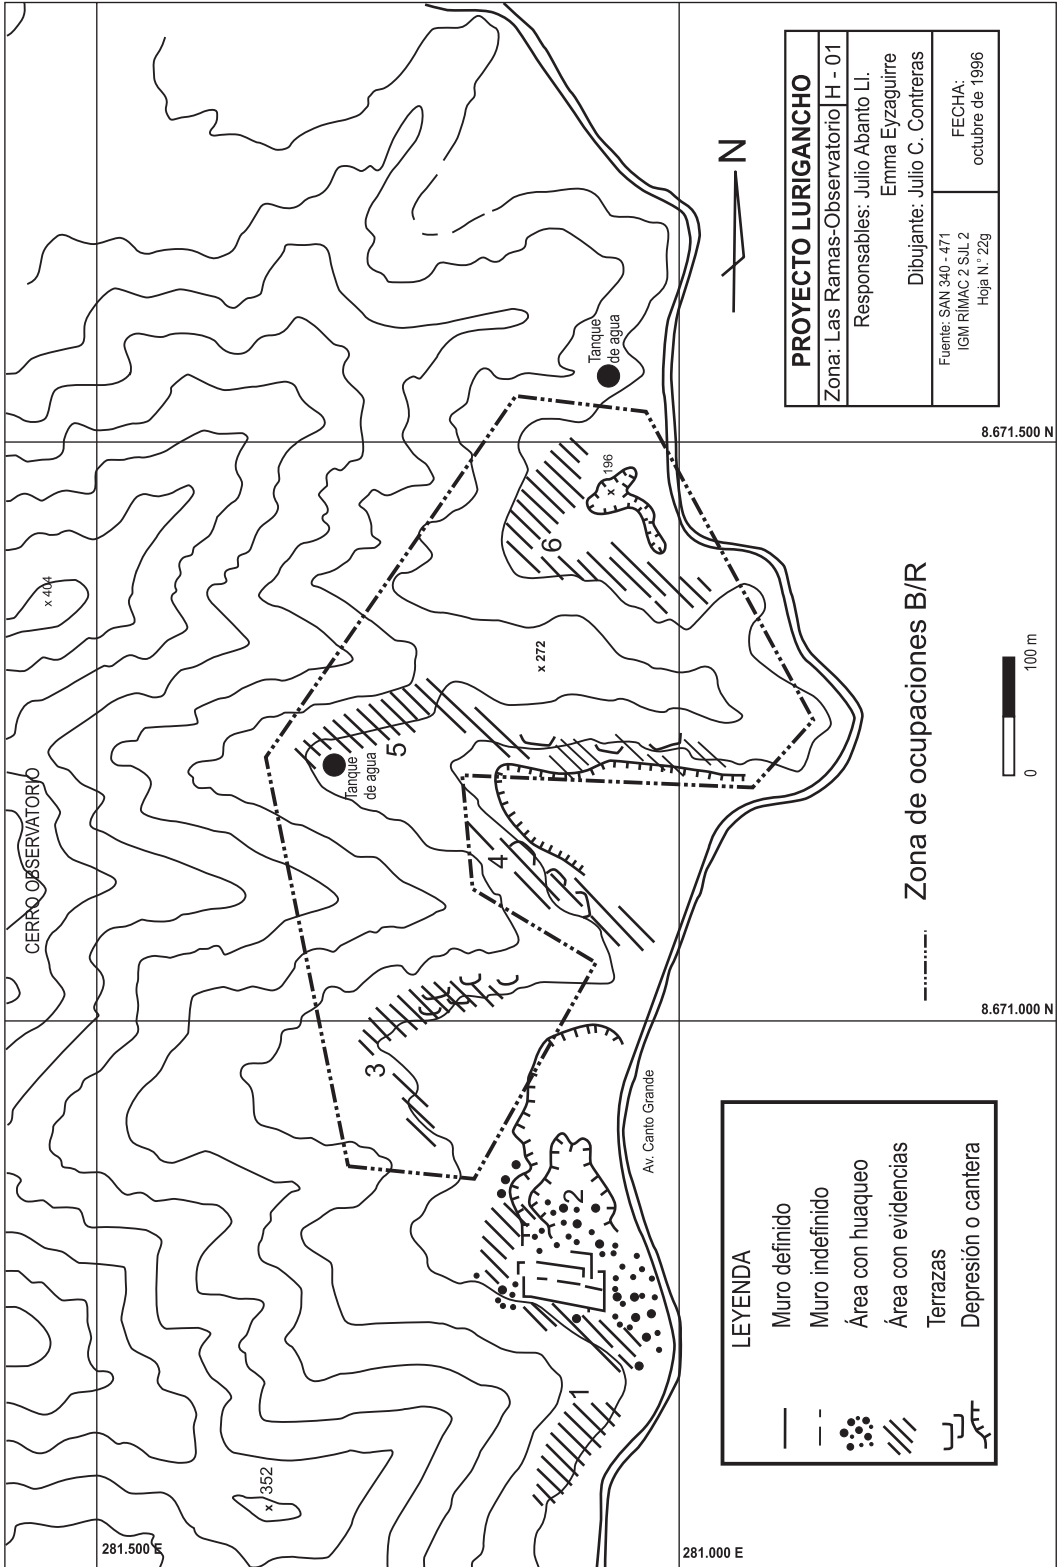 PROYECTO LURIGANCHO
Zona: Las Ramas-Observatorio H - 01
Responsables: Julio Abanto Ll.
Emma Eyzaguirre
Dibujante: Julio C. Contreras
Fuente: SAN 340 - 471
IGM RÍMAC 2 SJL 2
Hoja N.° 22g
FECHA:
octubre de 1996
N
CERRO OBSERVATORIO
x 404
x 352
x 272
x 196
Tanque
de agua
Tanque
de agua
1
2
3
4
5
6
Av. Canto Grande
8.671.500 N
8.671.000 N
281.500 E
281.000 E
Zona de ocupaciones B/R
0 100 m
LEYENDA
Muro definido
Muro indefinido
Área con huaqueo
Área con evidencias
Terrazas
Depresión o cantera